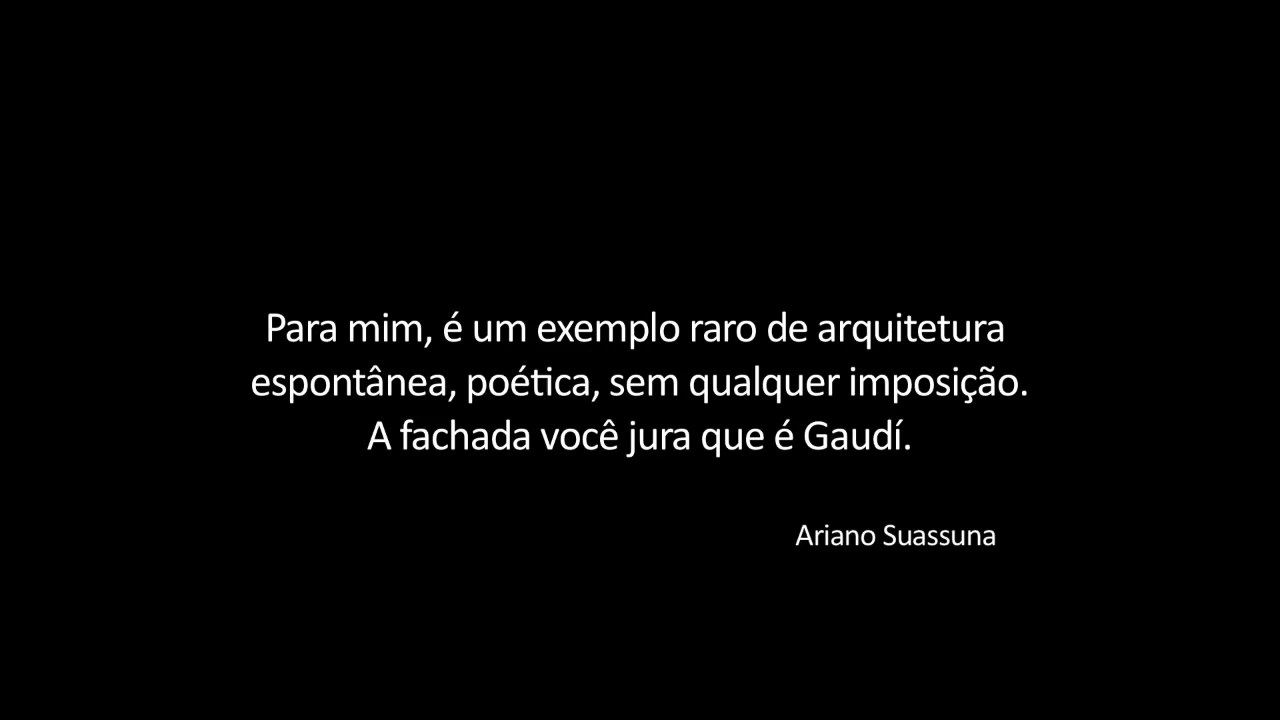 Para mim, é um exemplo raro de arquitetura
espontânea, poética, sem qualquer imposição.
A fachada você jura que é Gaudí.
Ariano Suassuna